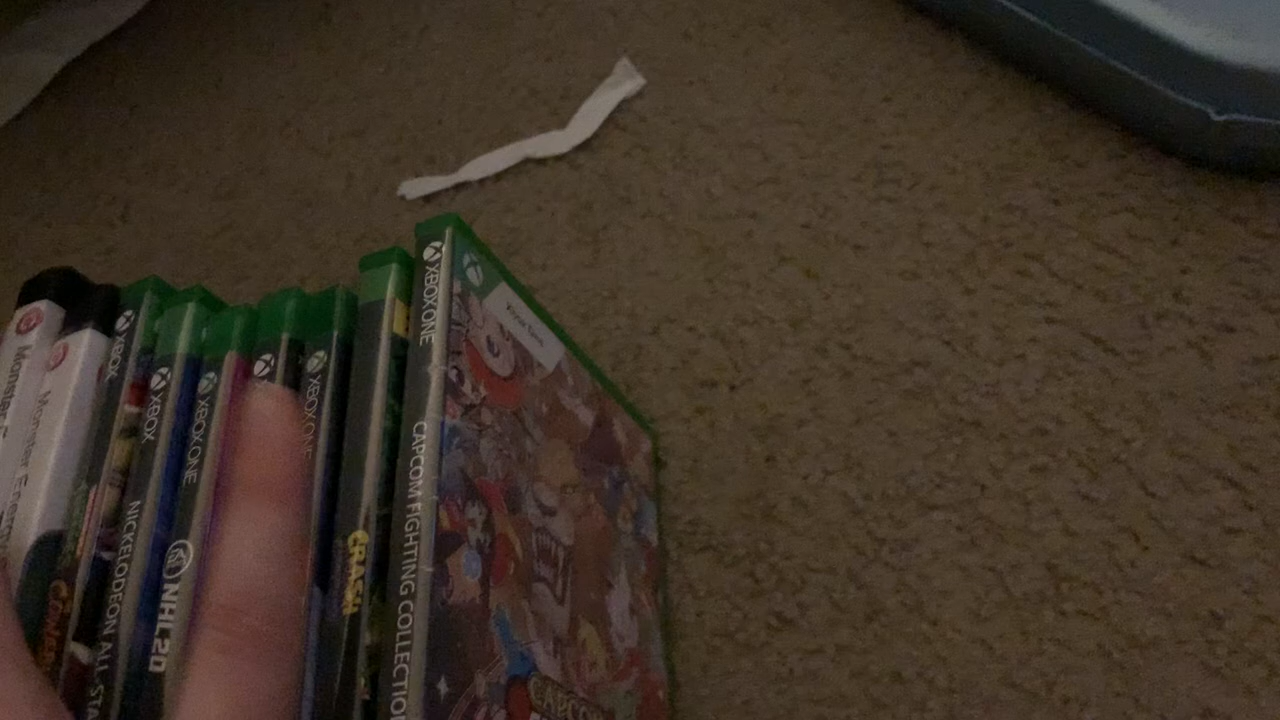 Monster
Monster Energy
XBOX
XBOX
NICKELODEON ALL-STA
XBOX ONE
NHL 20
XBOX ONE
CRASH
XBOX ONE
CAPCOM FIGHTING COLLECTIO
CAPCOM